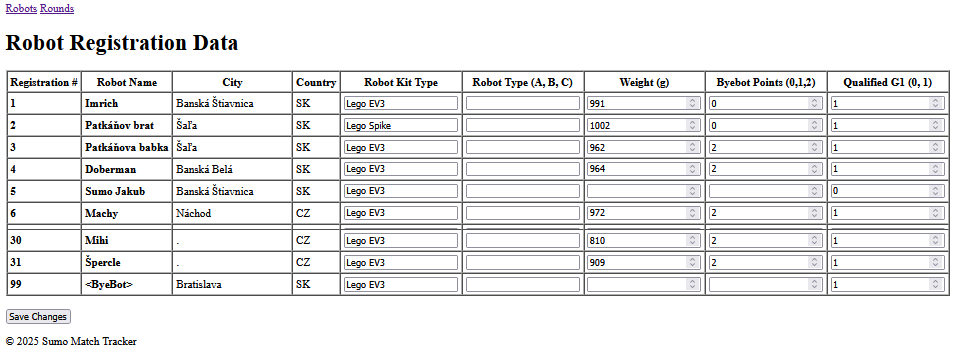 Robots Rounds
Robot Registration Data
Registration # Robot Name City Country Robot Kit Type Robot Type (A, B, C) Weight (g) Byebot Points (0,1,2) Qualified G1 (0, 1)
1 Imrich Banská Štiavnica SK Lego EV3 991 0 1
2 Patkáňov brat Šaľa SK Lego Spike 1002 0 1
3 Patkáňova babka Šaľa SK Lego EV3 962 2 1
4 Doberman Banská Belá SK Lego EV3 964 2 1
5 Sumo Jakub Banská Štiavnica SK Lego EV3 0
6 Machy Náchod CZ Lego EV3 972 2 1
30 Mihi . CZ Lego EV3 810 2 1
31 Špercle . CZ Lego EV3 909 2 1
99 <ByeBot> Bratislava SK Lego EV3 1
Save Changes
© 2025 Sumo Match Tracker